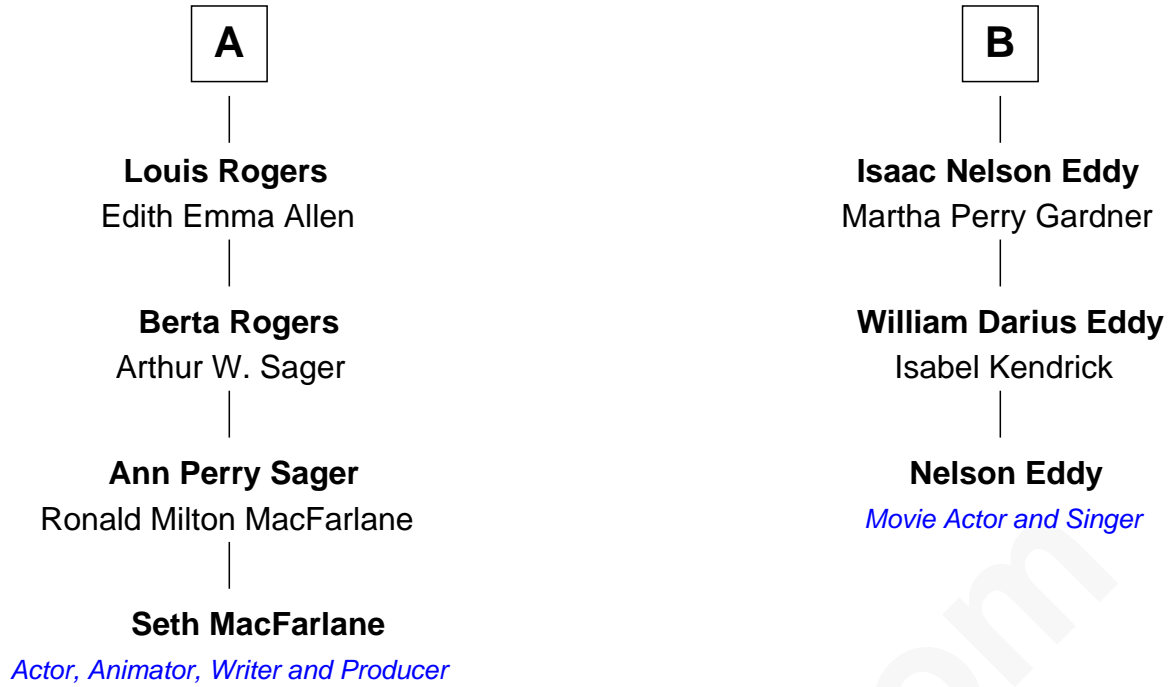 A
Louis Rogers
Edith Emma Allen
Berta Rogers
Arthur W. Sager
Ann Perry Sager
Ronald Milton MacFarlane
Seth MacFarlane
Actor, Animator, Writer and Producer
B
Isaac Nelson Eddy
Martha Perry Gardner
William Darius Eddy
Isabel Kendrick
Nelson Eddy
Movie Actor and Singer
om